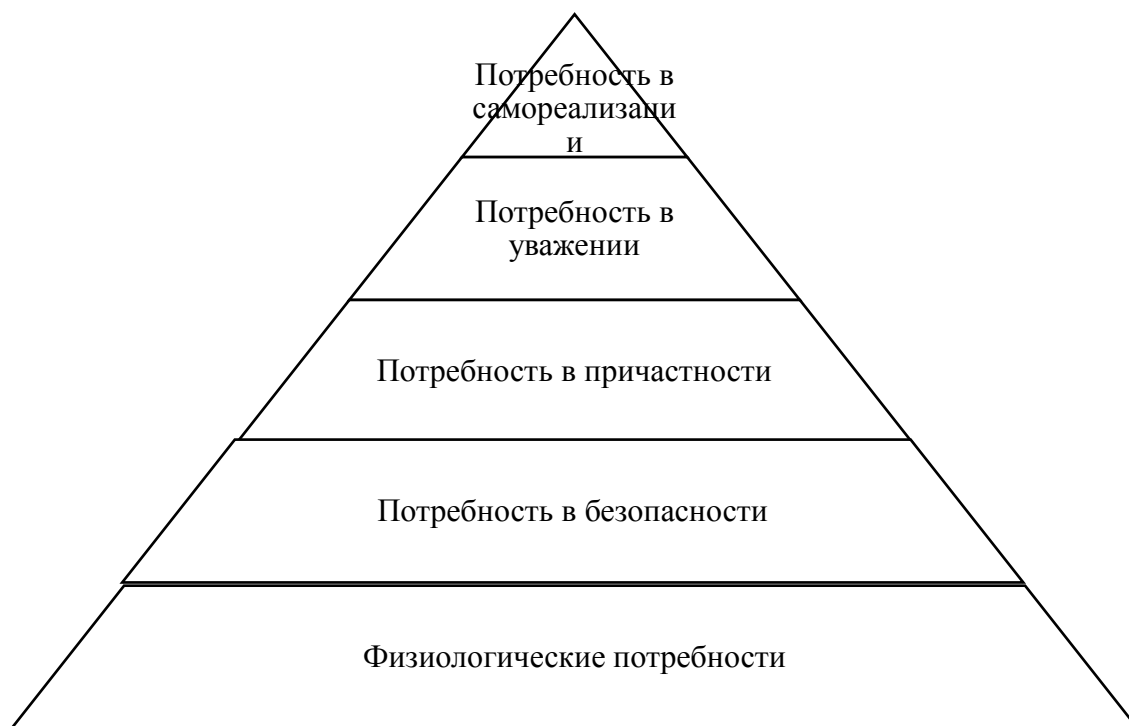 Потребность в
самореализаци
и
Потребность в
уважении
Потребность в причастности
Потребность в безопасности
Физиологические потребности